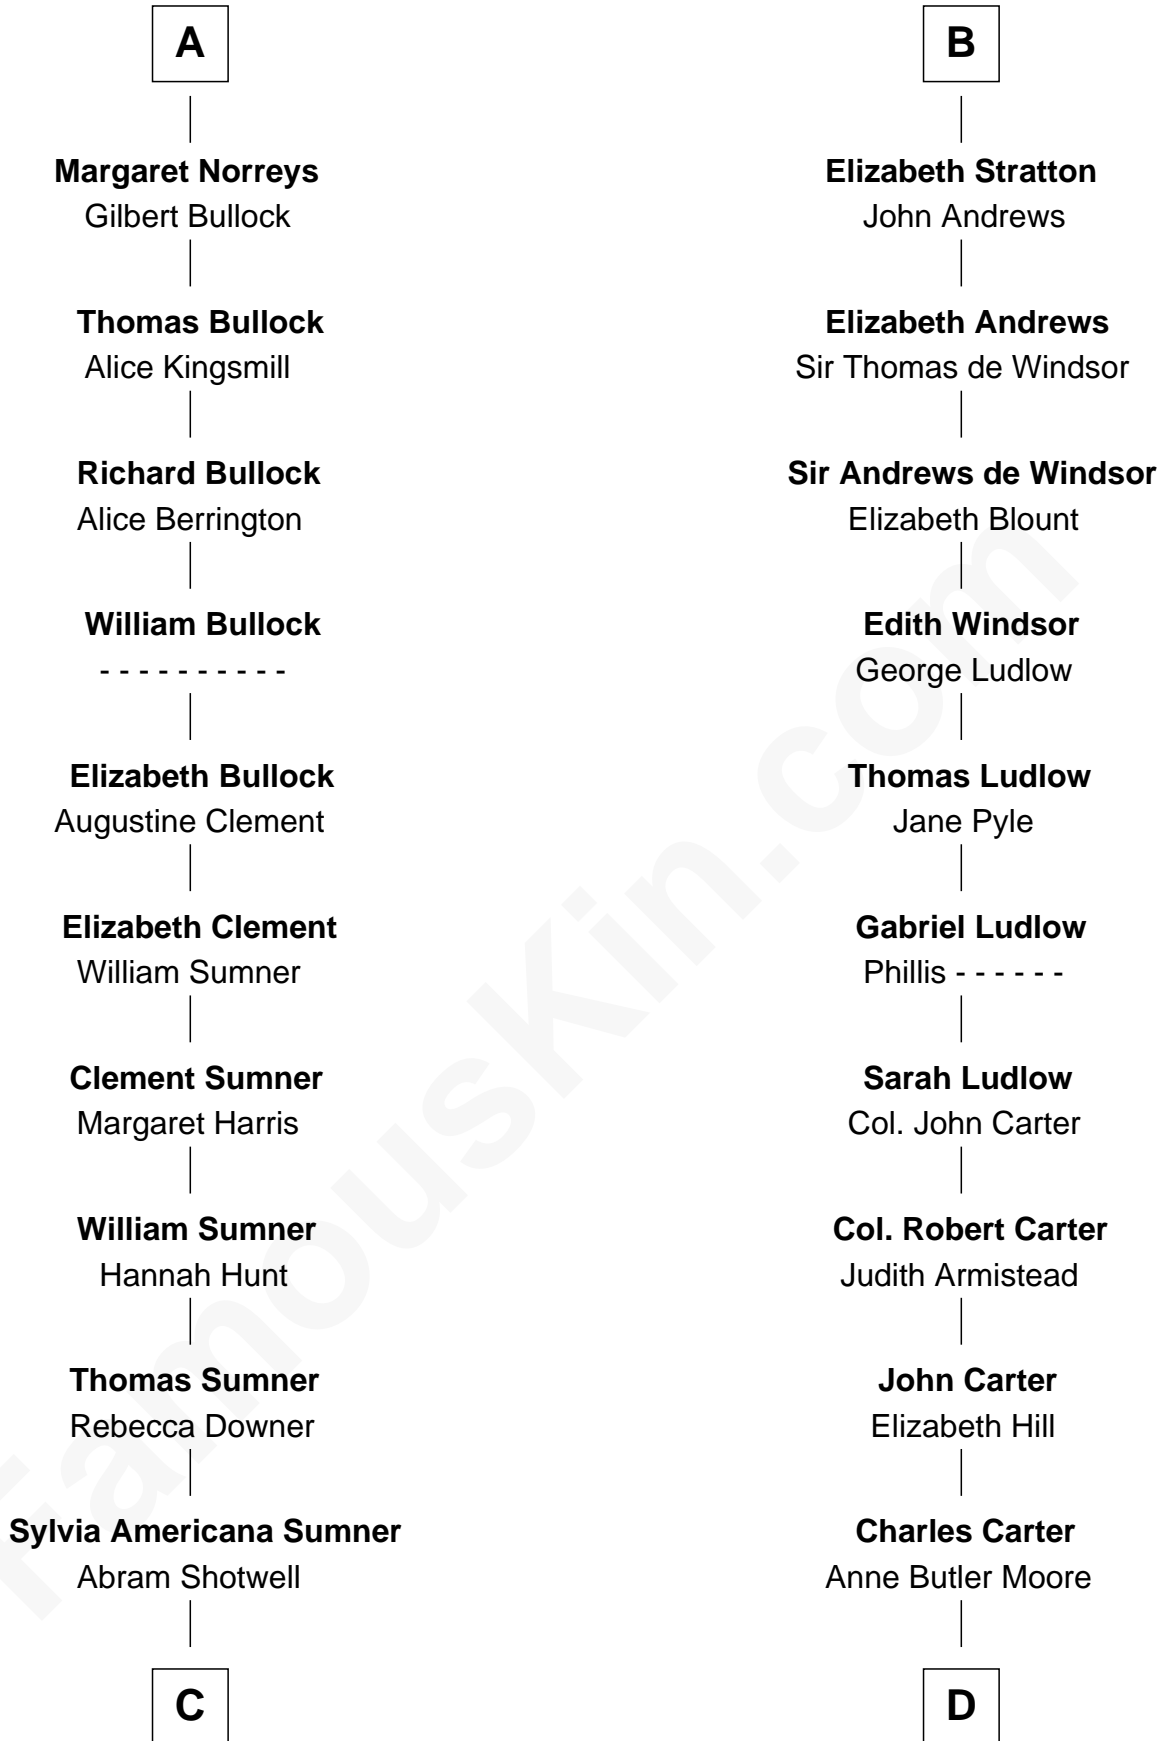 A
Margaret Norreys
Gilbert Bullock
Thomas Bullock
Alice Kingsmill
Richard Bullock
Alice Berrington
William Bullock
- - - - - - - - - -
Elizabeth Bullock
Augustine Clement
Elizabeth Clement
William Sumner
Clement Sumner
Margaret Harris
William Sumner
Hannah Hunt
Thomas Sumner
Rebecca Downer
Sylvia Americana Sumner
Abram Shotwell
C
B
Elizabeth Stratton
John Andrews
Elizabeth Andrews
Sir Thomas de Windsor
Sir Andrews de Windsor
Elizabeth Blount
Edith Windsor
George Ludlow
Thomas Ludlow
Jane Pyle
Gabriel Ludlow
Phillis - - - - - -
Sarah Ludlow
Col. John Carter
Col. Robert Carter
Judith Armistead
John Carter
Elizabeth Hill
Charles Carter
Anne Butler Moore
D
FamousKin.com